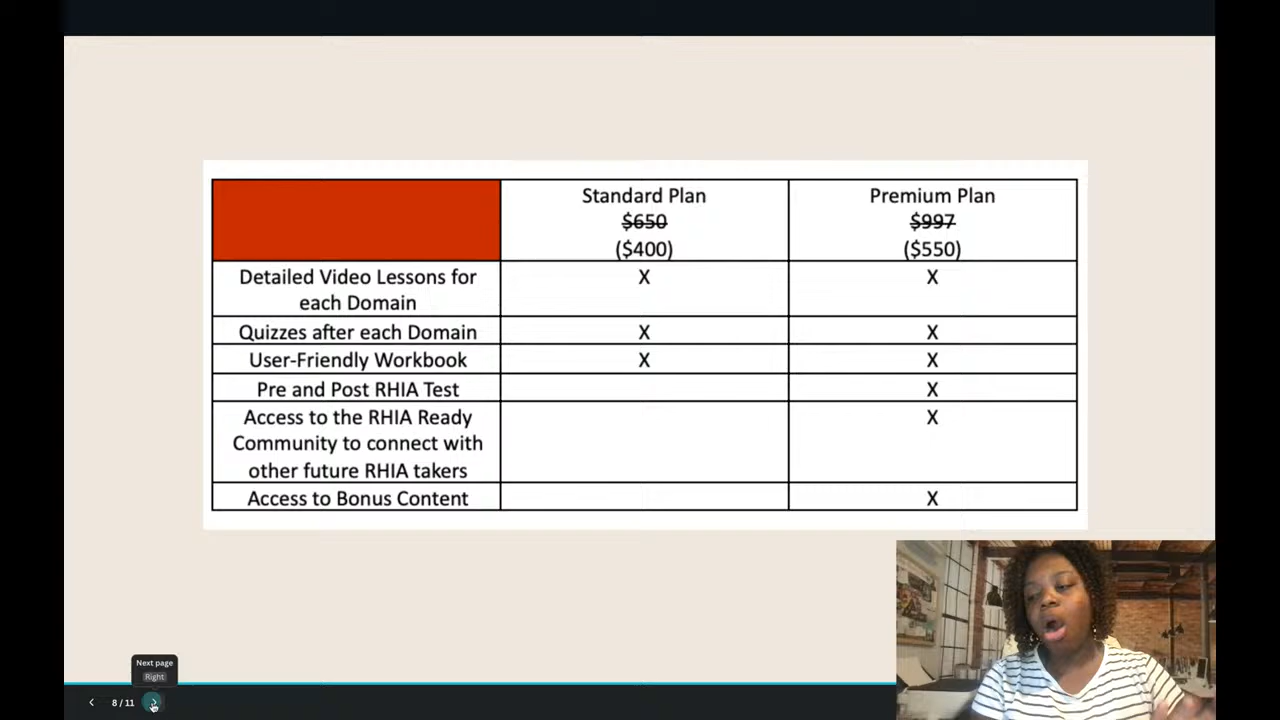 Standard Plan
$650
($400)
Premium Plan
$997
($550)
Detailed Video Lessons for
each Domain
X
X
Quizzes after each Domain
X
X
User-Friendly Workbook
X
X
Pre and Post RHIA Test
X
Access to the RHIA Ready
Community to connect with
other future RHIA takers
X
Access to Bonus Content
X
Next page
Right
8 / 11